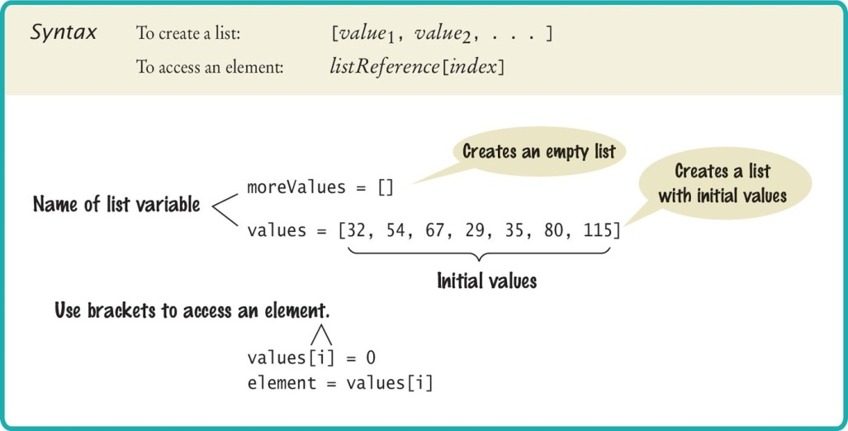 Syntax To create a list: [value1, value2, . . . ]
To access an element: listReference[index]
Creates an empty list
Creates a list
with initial values
Name of list variable
moreValues = []
values = [32, 54, 67, 29, 35, 80, 115]
Initial values
Use brackets to access an element.
values[i] = 0
element = values[i]